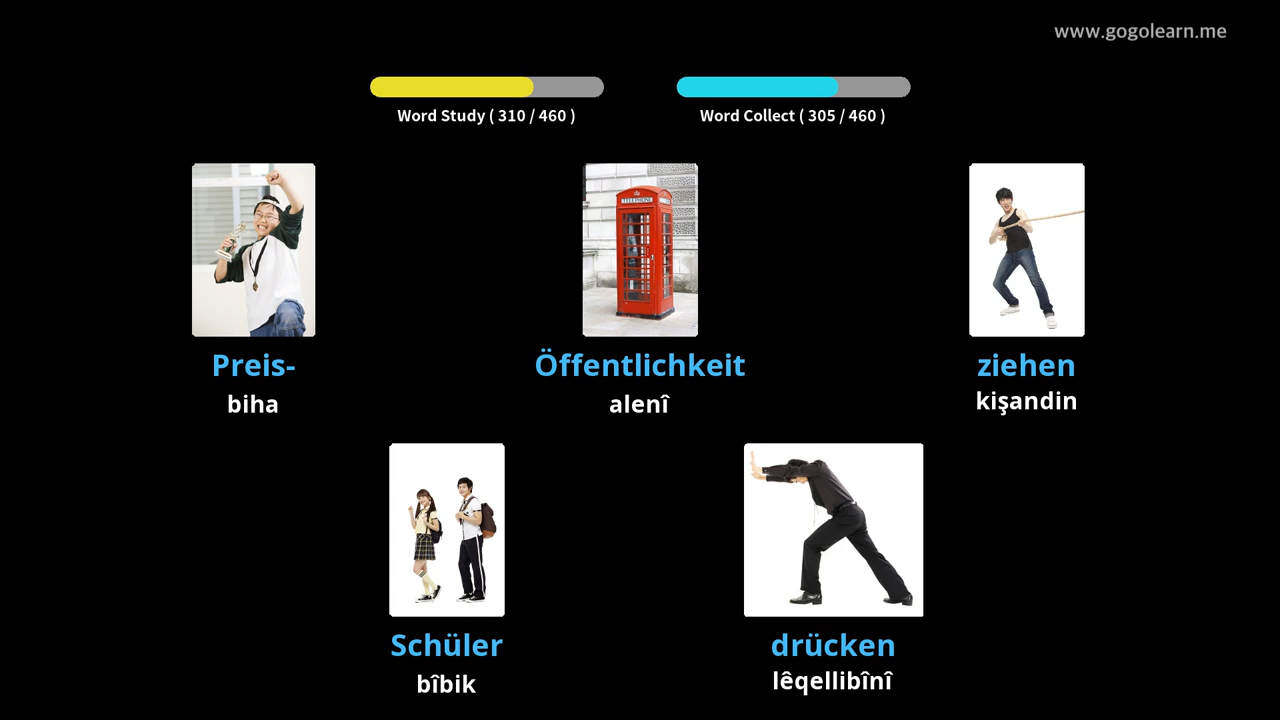 www.gogolearn.me
Word Study ( 310 / 460 )
Word Collect ( 305 / 460 )
TELEPHONE
Preis-
biha
Öffentlichkeit
alenî
ziehen
kişandin
Schüler
bîbik
drücken
lêqellibînî